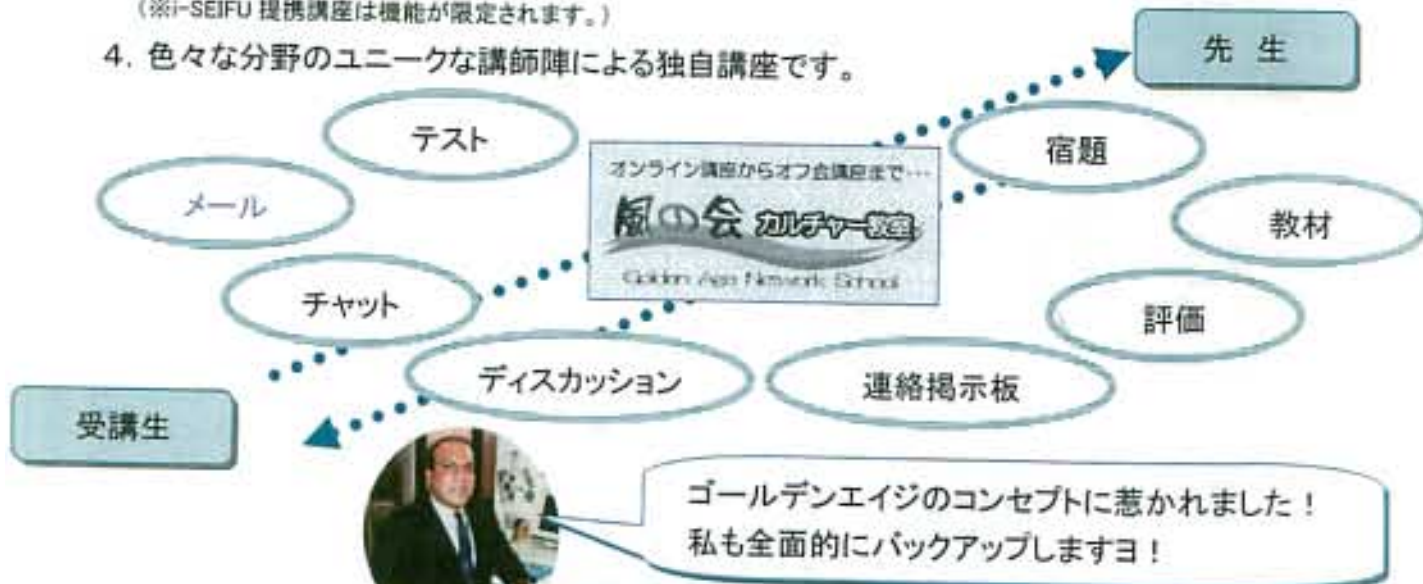 (※i-SEIFU 提携講座は機能が限定されます。)
4. 色々な分野のユニークな講師陣による独自講座です。
先 生
テスト
宿題
オンライン講座からオフ会講座まで…
メール
風の会 カルチャー教室
教材
Golden Age Network School
チャット
評価
ディスカッション
連絡掲示板
受講生
ゴールデンエイジのコンセプトに惹かれました！
私も全面的にバックアップしますヨ！